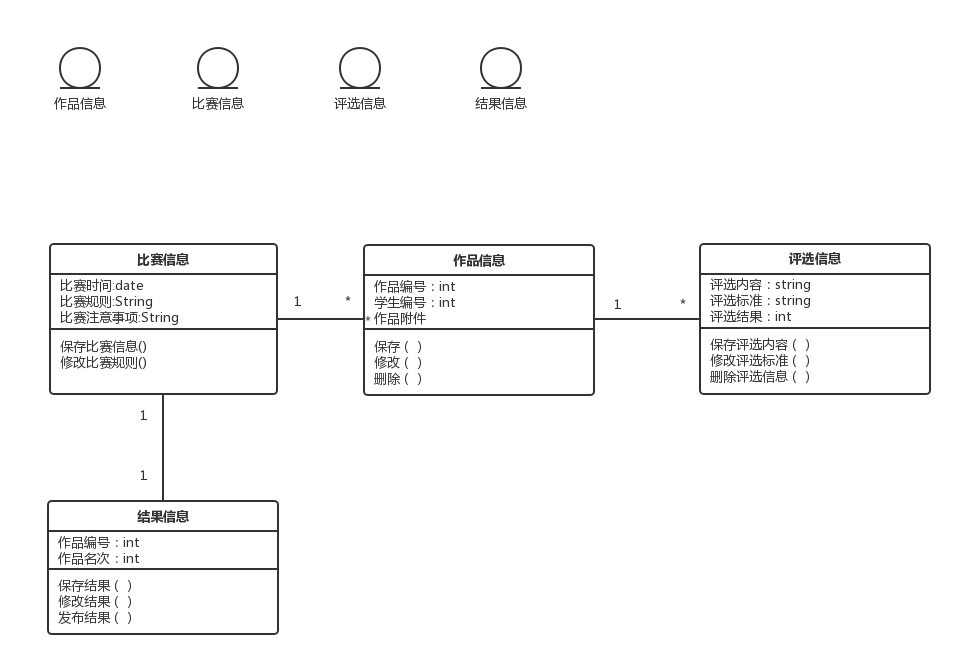 作品信息
比赛信息
评选信息
结果信息
比赛信息
比赛时间:date
比赛规则:String
比赛注意事项:String
保存比赛信息()
修改比赛规则()
1
*
*
作品信息
作品编号：int
学生编号：int
作品附件
保存（ ）
修改（ ）
删除（ ）
1
*
评选信息
评选内容：string
评选标准：string
评选结果：int
保存评选内容（ ）
修改评选标准（ ）
删除评选信息（ ）
1
1
结果信息
作品编号：int
作品名次：int
保存结果（ ）
修改结果（ ）
发布结果（ ）